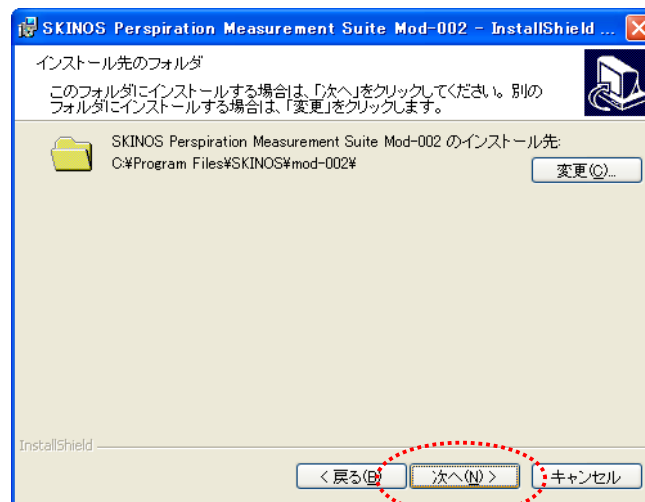 SKINOS Perspiration Measurement Suite Mod-002 - InstallShield ...
インストール先のフォルダ
このフォルダにインストールする場合は、「次へ」をクリックしてください。別の
フォルダにインストールする場合は、「変更」をクリックします。
SKINOS Perspiration Measurement Suite Mod-002 のインストール先:
C:¥Program Files¥SKINOS¥mod-002¥
変更(C)...
InstallShield
< 戻る(B)
次へ(N) >
キャンセル